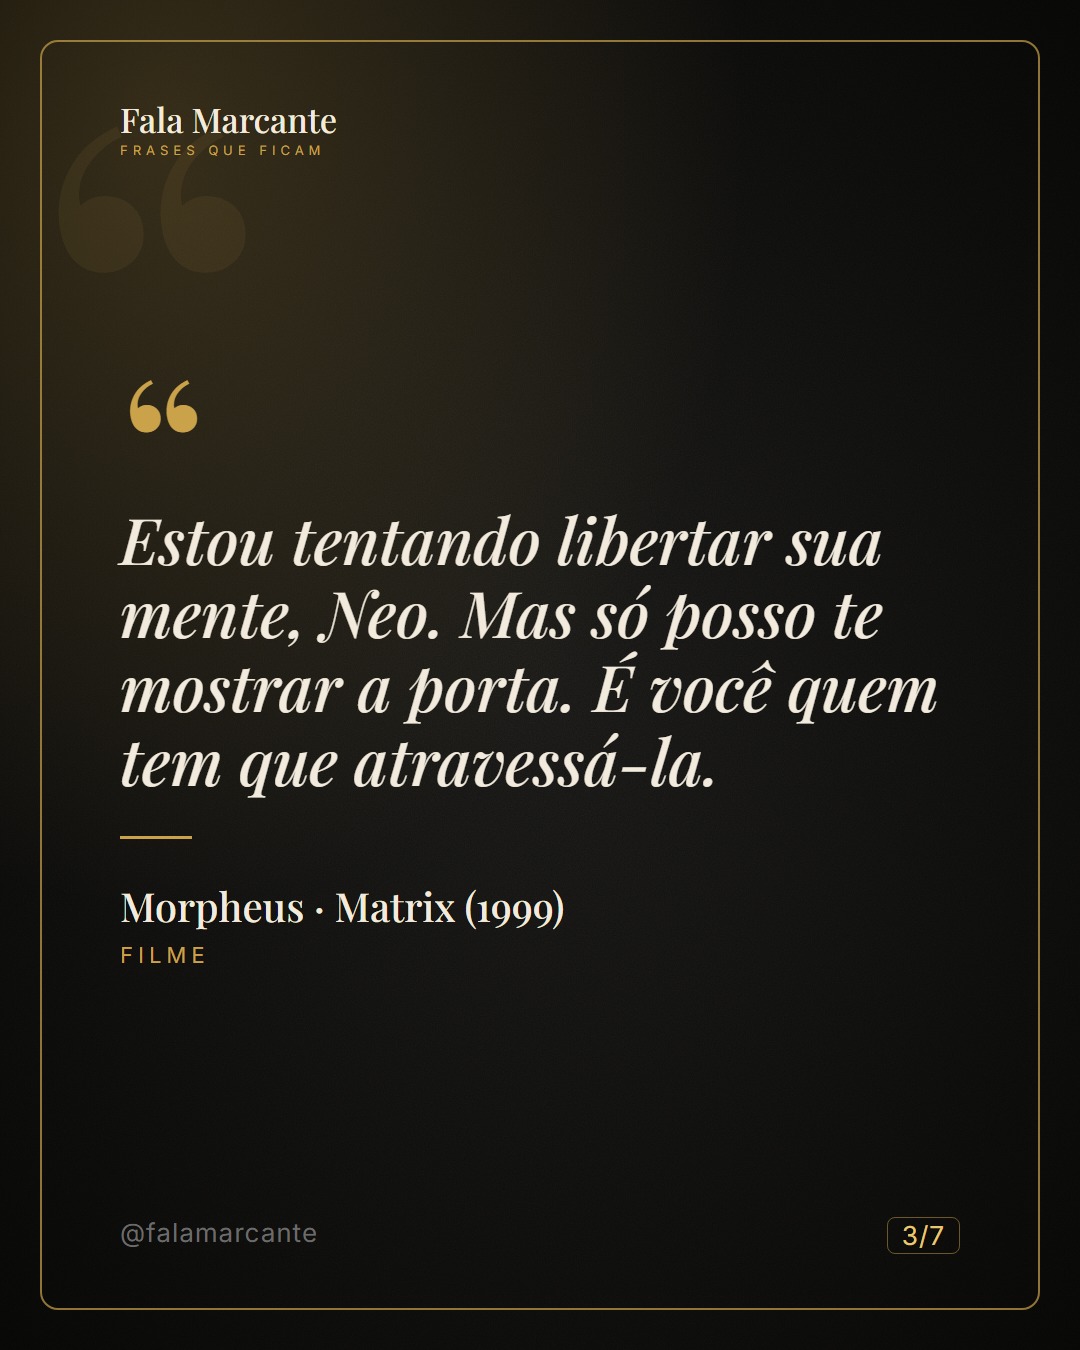 Fala Marcante
FRASES QUE FICAM
“
Estou tentando libertar sua
mente, Neo. Mas só posso te
mostrar a porta. É você quem
tem que atravessá-la.
Morpheus · Matrix (1999)
FILME
@falamarcante
3/7